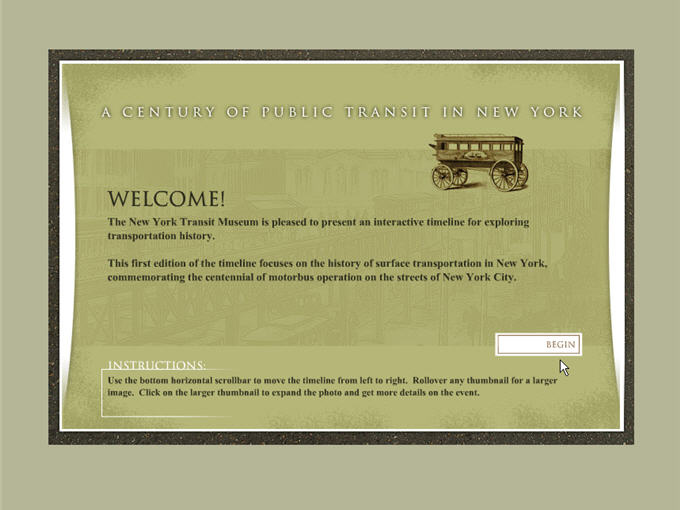 A CENTURY OF PUBLIC TRANSIT IN NEW YORK
WELCOME!
The New York Transit Museum is pleased to present an interactive timeline for exploring
transportation history.
This first edition of the timeline focuses on the history of surface transportation in New York,
commemorating the centennial of motorbus operation on the streets of New York City.
BEGIN
INSTRUCTIONS:
Use the bottom horizontal scrollbar to move the timeline from left to right. Rollover any thumbnail for a larger
image. Click on the larger thumbnail to expand the photo and get more details on the event.